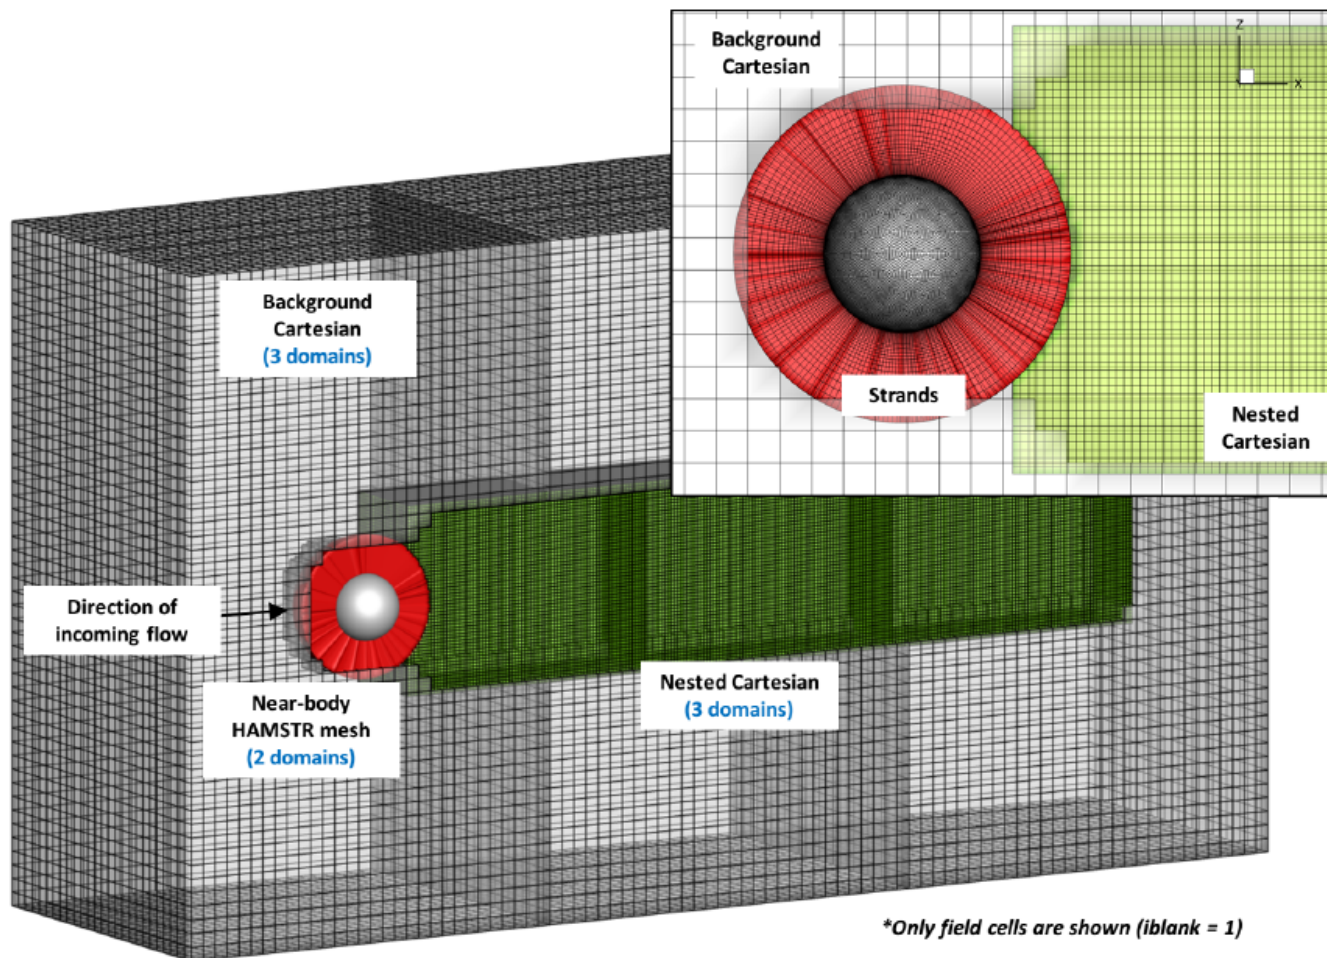 Background
Cartesian
Z
X
Strands
Nested
Cartesian
Background
Cartesian
(3 domains)
Direction of
incoming flow
Near-body
HAMSTR mesh
(2 domains)
Nested Cartesian
(3 domains)
*Only field cells are shown (iblank = 1)